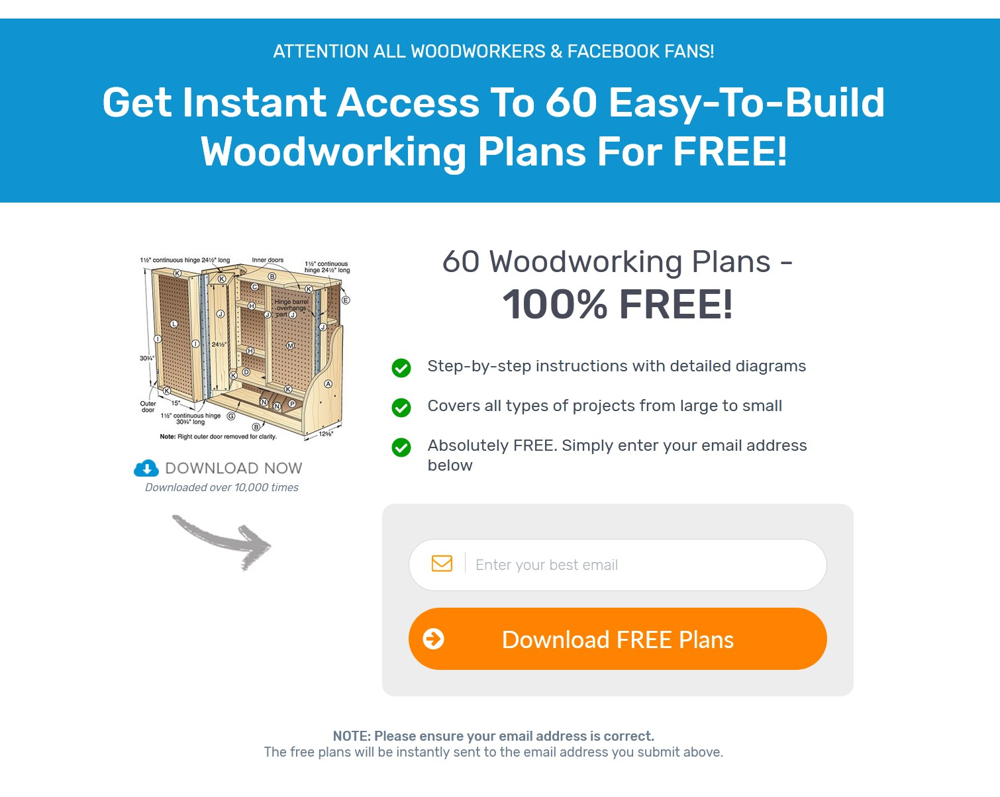 ATTENTION ALL WOODWORKERS & FACEBOOK FANS!
Get Instant Access To 60 Easy-To-Build
Woodworking Plans For FREE!
1½" continuous hinge 24½" long
Inner doors
1½" continuous
hinge 24½" long
K
K
B
C
K
E
Hinge barrel
overhangs
part J
H
J
J
J
L
I
I
24½"
M
H
30¾"
D
K
K
A
K
N
N
P
Outer
door
15"
1½" continuous hinge
30¾" long
G
B
12⅝"
Note: Right outer door removed for clarity.
DOWNLOAD NOW
Downloaded over 10,000 times
60 Woodworking Plans -
100% FREE!
Step-by-step instructions with detailed diagrams
Covers all types of projects from large to small
Absolutely FREE. Simply enter your email address
below
Enter your best email
Download FREE Plans
NOTE: Please ensure your email address is correct.
The free plans will be instantly sent to the email address you submit above.